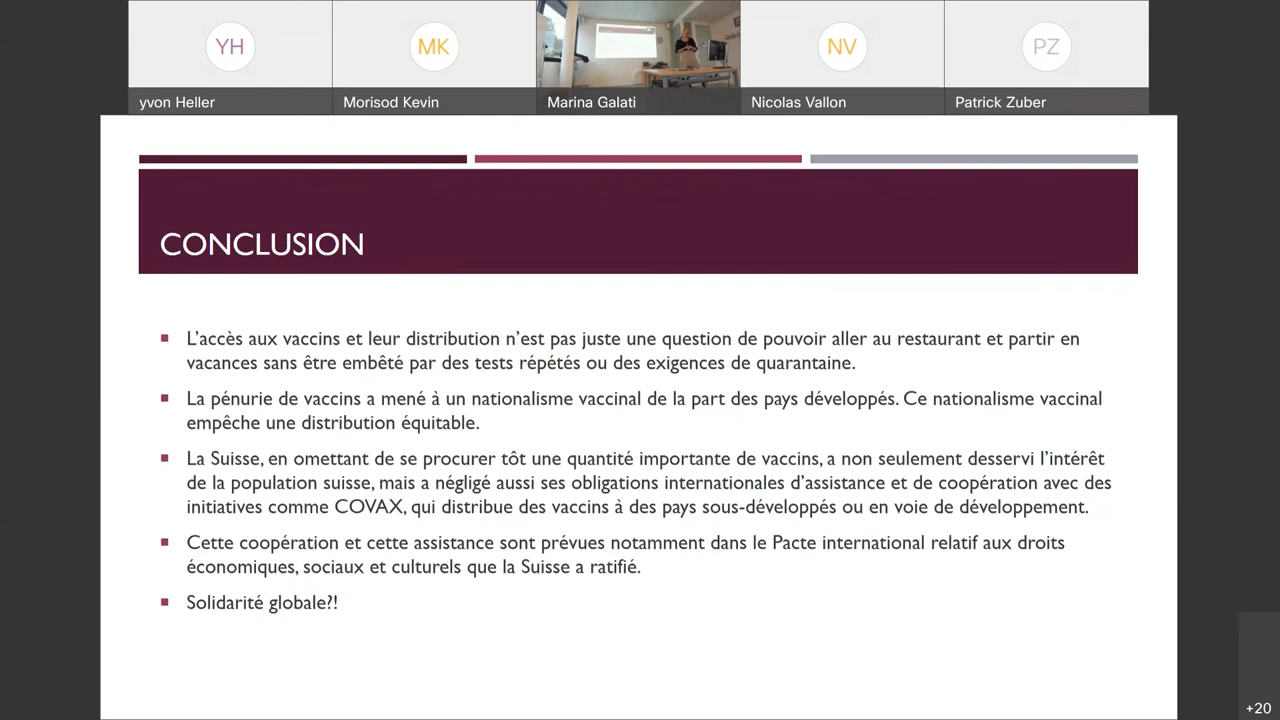 YH
MK
NV
PZ
yvon Heller
Morisod Kevin
Marina Galati
Nicolas Vallon
Patrick Zuber
CONCLUSION
L’accès aux vaccins et leur distribution n’est pas juste une question de pouvoir aller au restaurant et partir en
vacances sans être embêté par des tests répétés ou des exigences de quarantaine.
La pénurie de vaccins a mené à un nationalisme vaccinal de la part des pays développés. Ce nationalisme vaccinal
empêche une distribution équitable.
La Suisse, en omettant de se procurer tôt une quantité importante de vaccins, a non seulement desservi l’intérêt
de la population suisse, mais a négligé aussi ses obligations internationales d’assistance et de coopération avec des
initiatives comme COVAX, qui distribue des vaccins à des pays sous-développés ou en voie de développement.
Cette coopération et cette assistance sont prévues notamment dans le Pacte international relatif aux droits
économiques, sociaux et culturels que la Suisse a ratifié.
Solidarité globale?!
+20